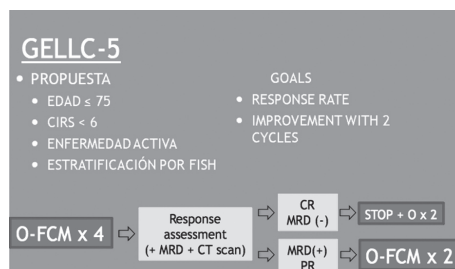 GELLC-5
• PROPUESTA
• EDAD ≤ 75
• CIRS < 6
• ENFERMEDAD ACTIVA
• ESTRATIFICACIÓN POR FISH
GOALS
• RESPONSE RATE
• IMPROVEMENT WITH 2
CYCLES
O-FCM x 4
Response
assessment
(+ MRD + CT scan)
CR
MRD (-)
STOP + O x 2
MRD(+)
PR
O-FCM x 2